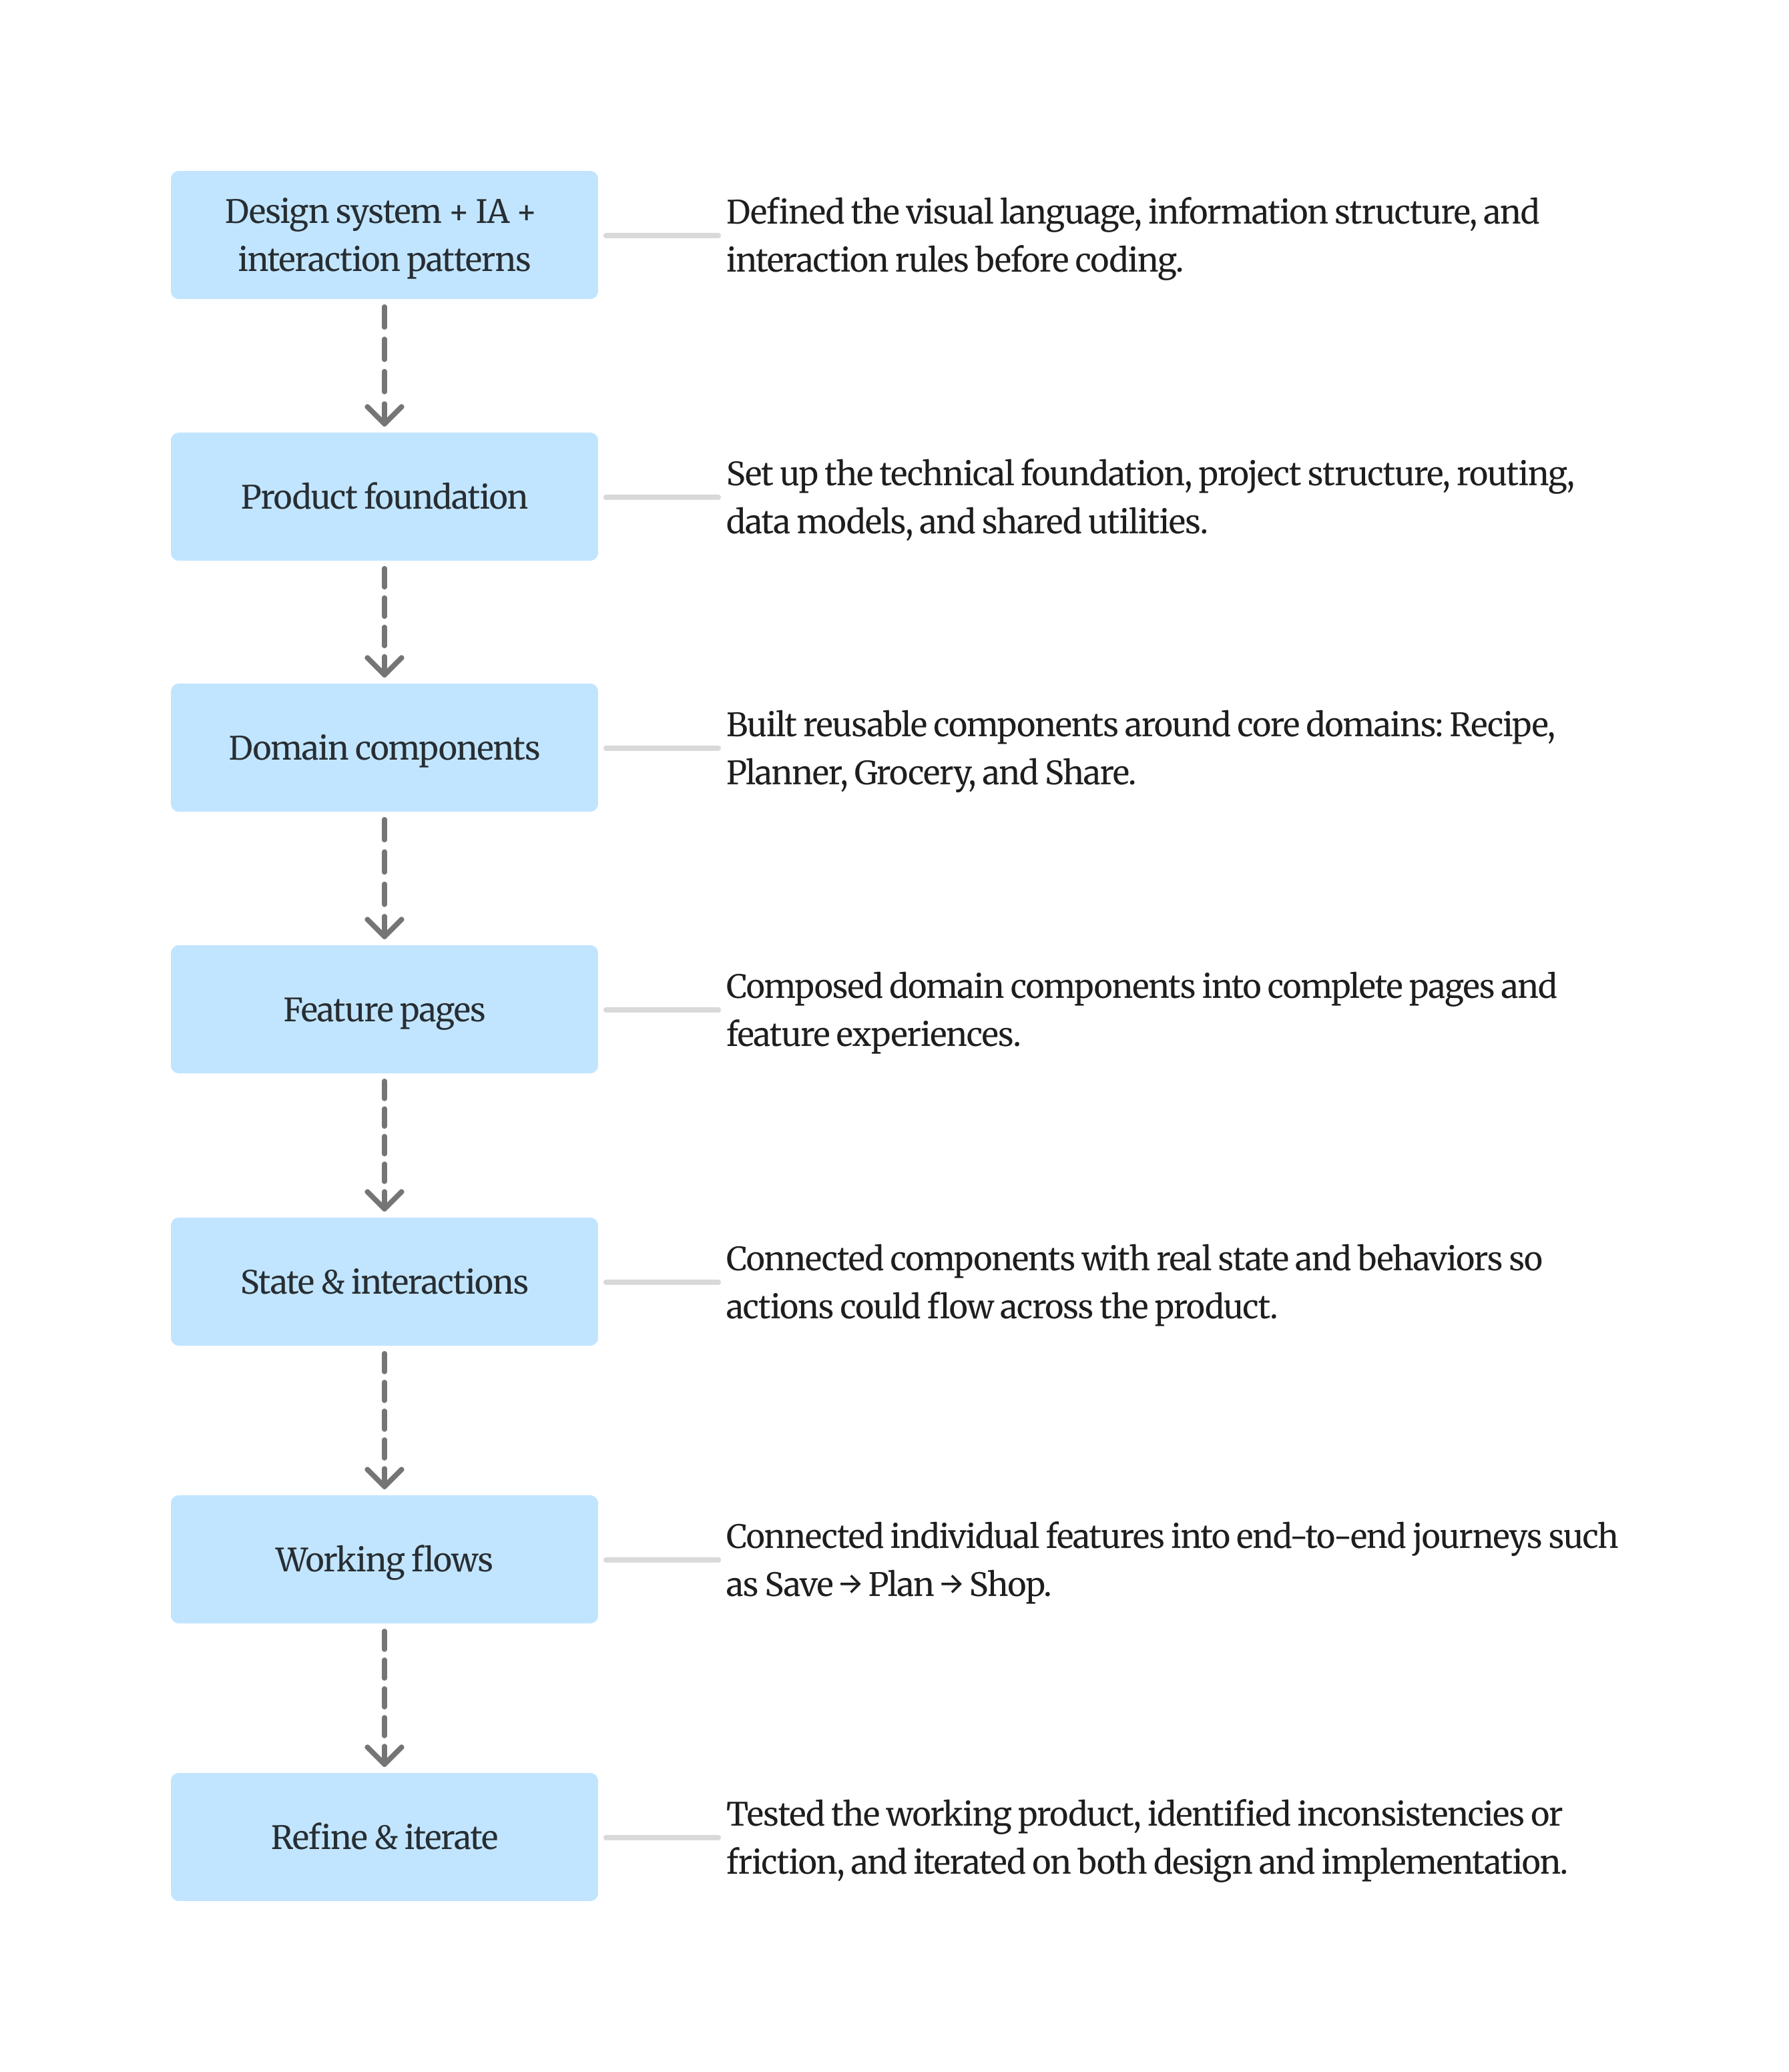 Design system + IA +
interaction patterns
Defined the visual language, information structure, and
interaction rules before coding.
Product foundation
Set up the technical foundation, project structure, routing,
data models, and shared utilities.
Domain components
Built reusable components around core domains: Recipe,
Planner, Grocery, and Share.
Feature pages
Composed domain components into complete pages and
feature experiences.
State & interactions
Connected components with real state and behaviors so
actions could flow across the product.
Working flows
Connected individual features into end-to-end journeys such
as Save → Plan → Shop.
Refine & iterate
Tested the working product, identified inconsistencies or
friction, and iterated on both design and implementation.